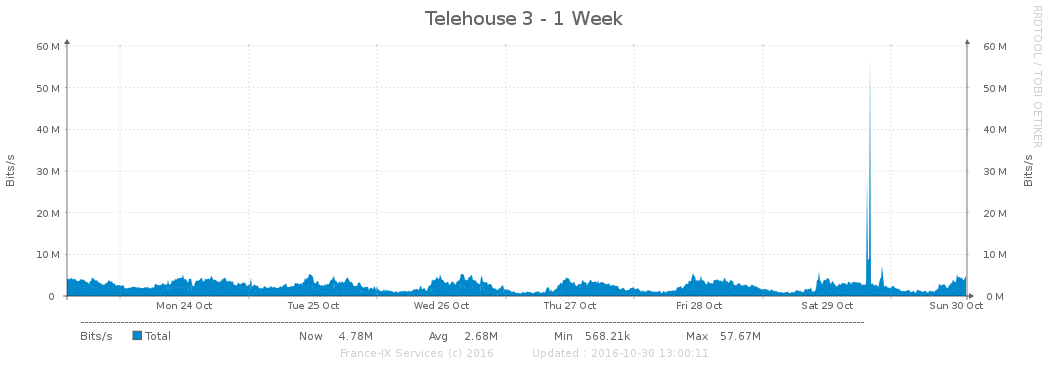 Telehouse 3 - 1 Week
RRDTOOL / TOBI OETIKER
Bits/s
60 M
50 M
40 M
30 M
20 M
10 M
0
60 M
50 M
40 M
30 M
20 M
10 M
0 M
Bits/s
Mon 24 Oct Tue 25 Oct Wed 26 Oct Thu 27 Oct Fri 28 Oct Sat 29 Oct Sun 30 Oct
Bits/s Total Now 4.78M Avg 2.68M Min 568.21k Max 57.67M
France-IX Services (c) 2016 Updated : 2016-10-30 13:00:11